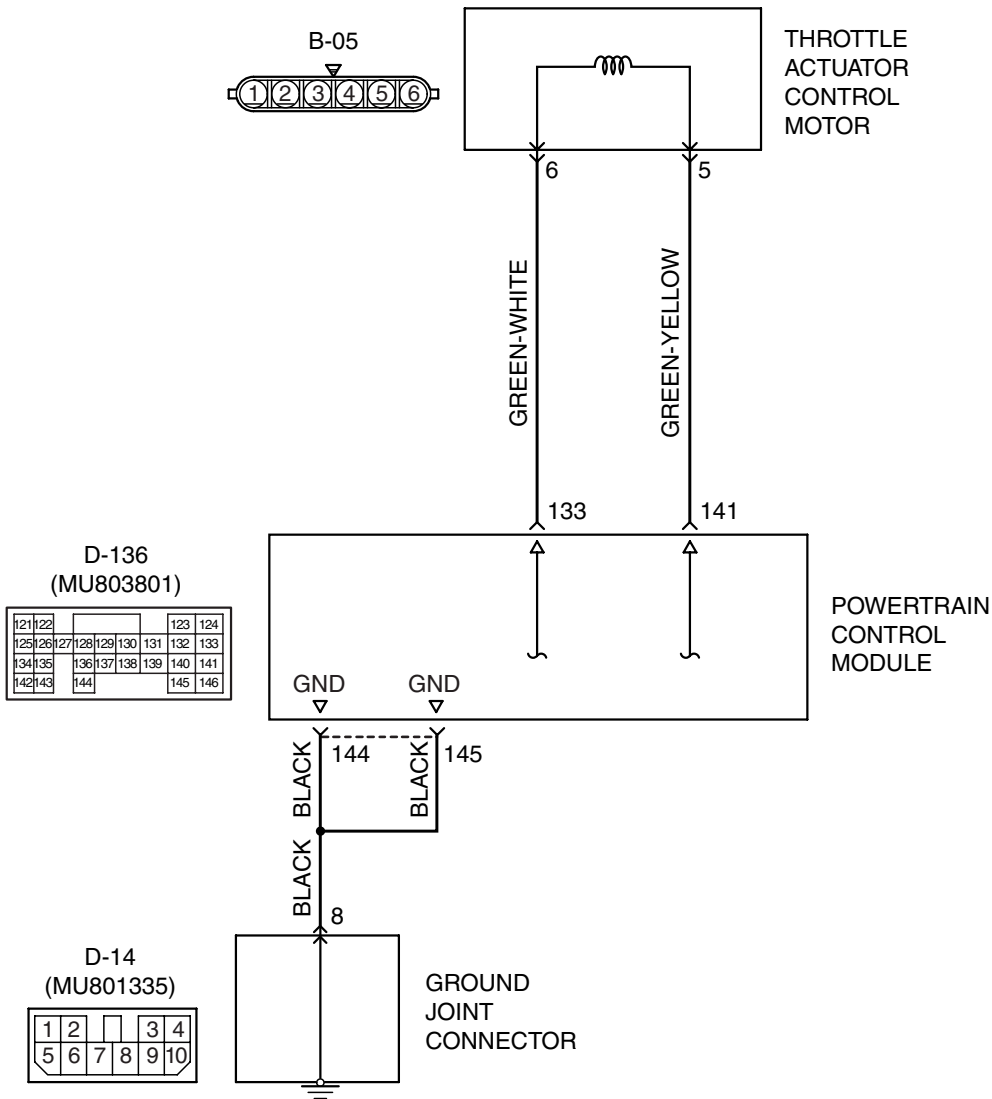 B-05
1 2 3 4 5 6
THROTTLE
ACTUATOR
CONTROL
MOTOR
6
5
GREEN-WHITE
GREEN-YELLOW
133
141
D-136
(MU803801)
121 122 123 124
125 126 127 128 129 130 131 132 133
134 135 136 137 138 139 140 141
142 143 144 145 146
POWERTRAIN
CONTROL
MODULE
GND
GND
144
145
BLACK
BLACK
BLACK
8
D-14
(MU801335)
1 2 3 4
5 6 7 8 9 10
GROUND
JOINT
CONNECTOR